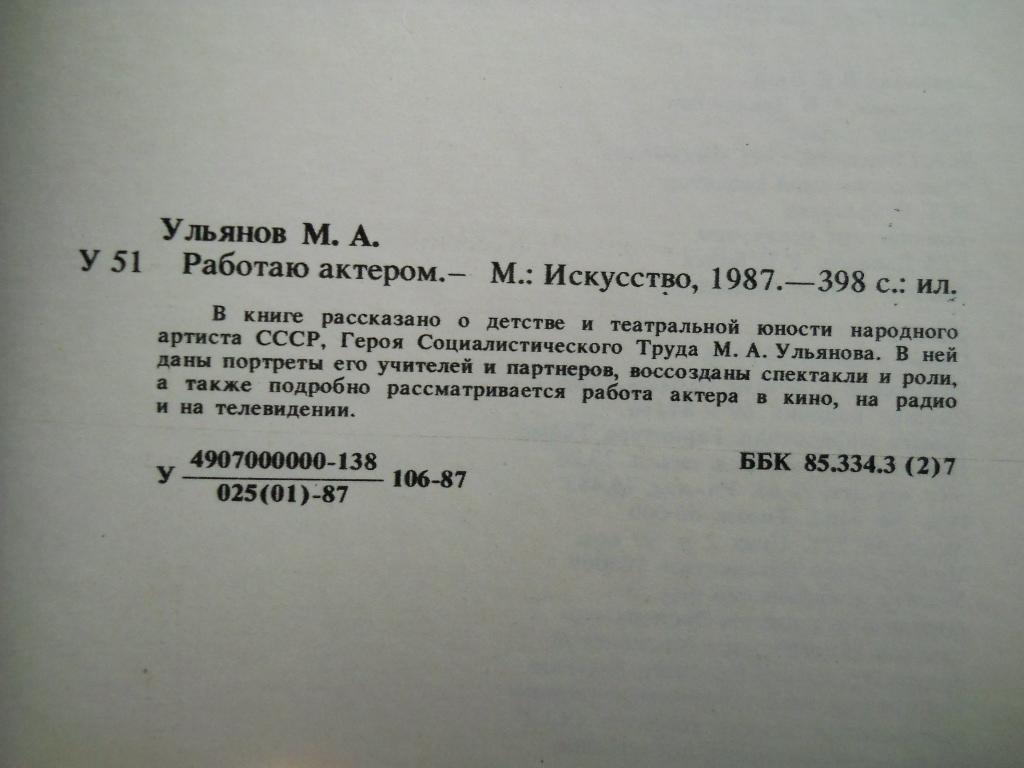 Ульянов М. А.
У 51 Работаю актером.— М.: Искусство, 1987.—398 с.: ил.
В книге рассказано о детстве и театральной юности народного
артиста СССР, Героя Социалистического Труда М. А. Ульянова. В ней
даны портреты его учителей и партнеров, воссозданы спектакли и роли,
а также подробно рассматривается работа актера в кино, на радио
и на телевидении.
У 4907000000-138
025(01)-87 106-87
ББК 85.334.3 (2)7